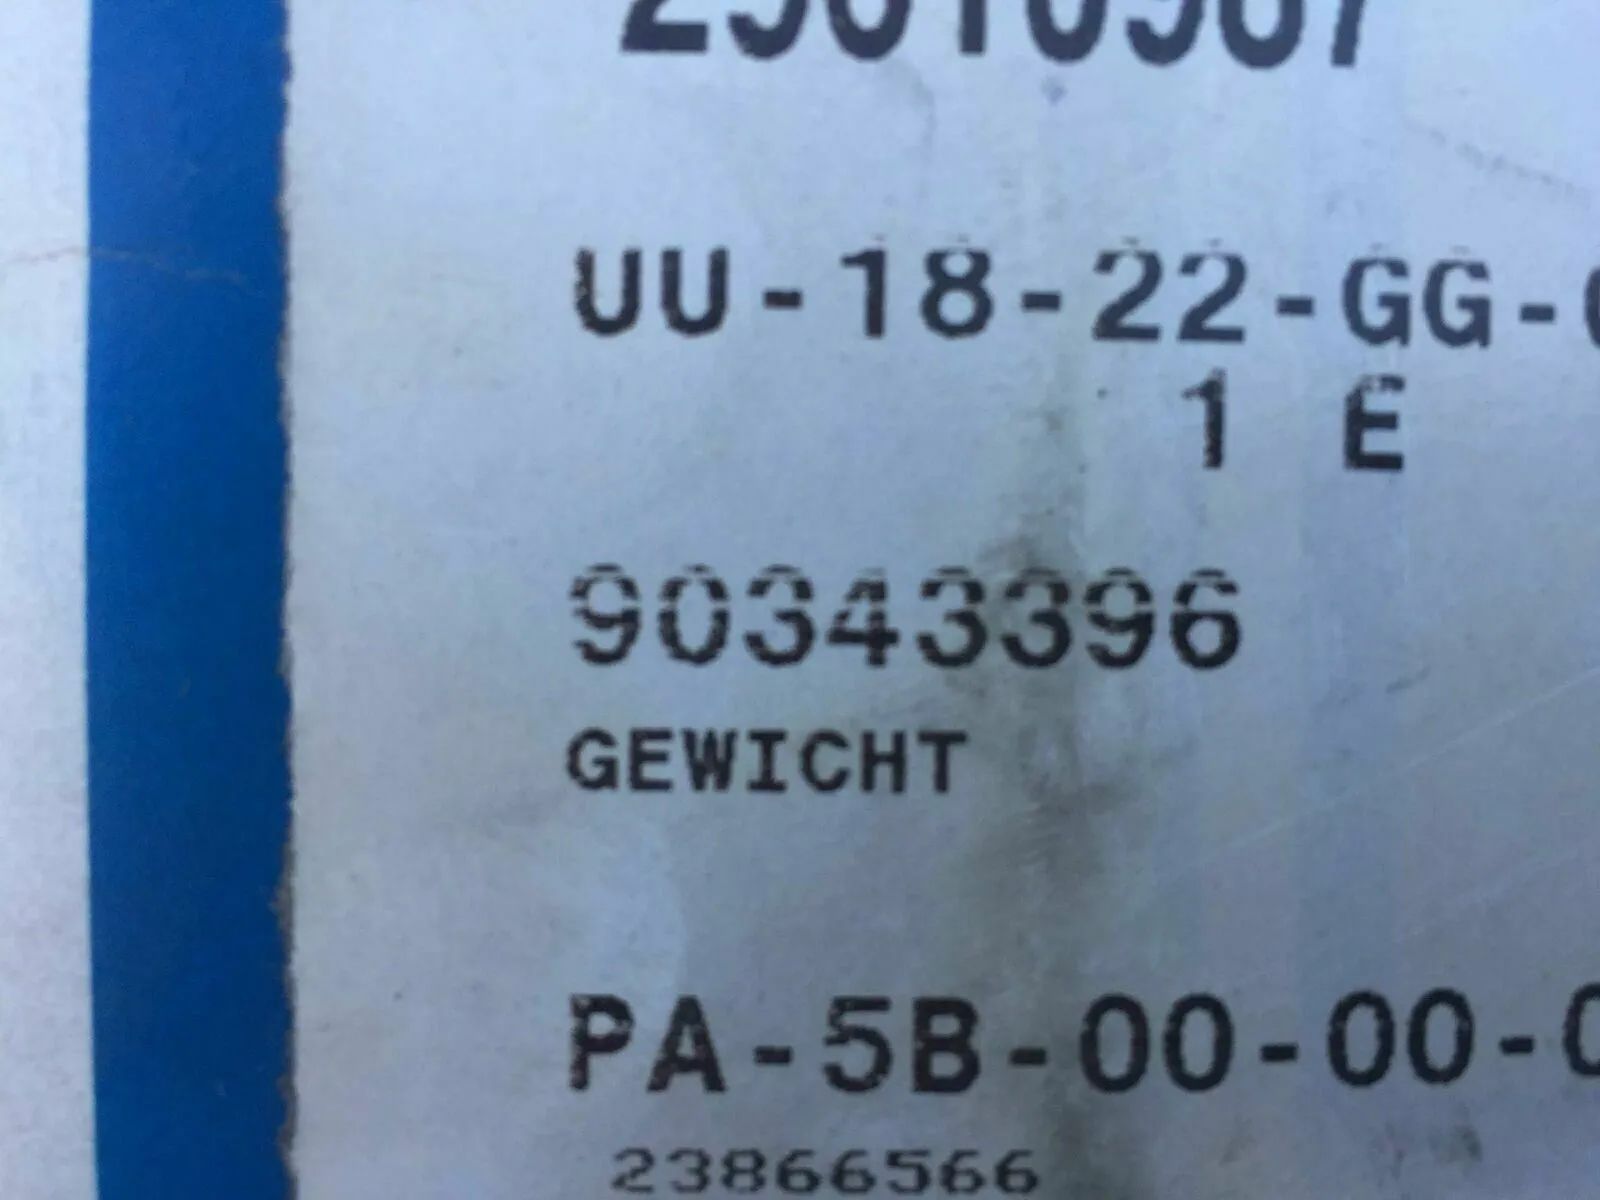 UU-18-22-GG-
1 E
90343396
GEWICHT
PA-5B-00-00-
23866566